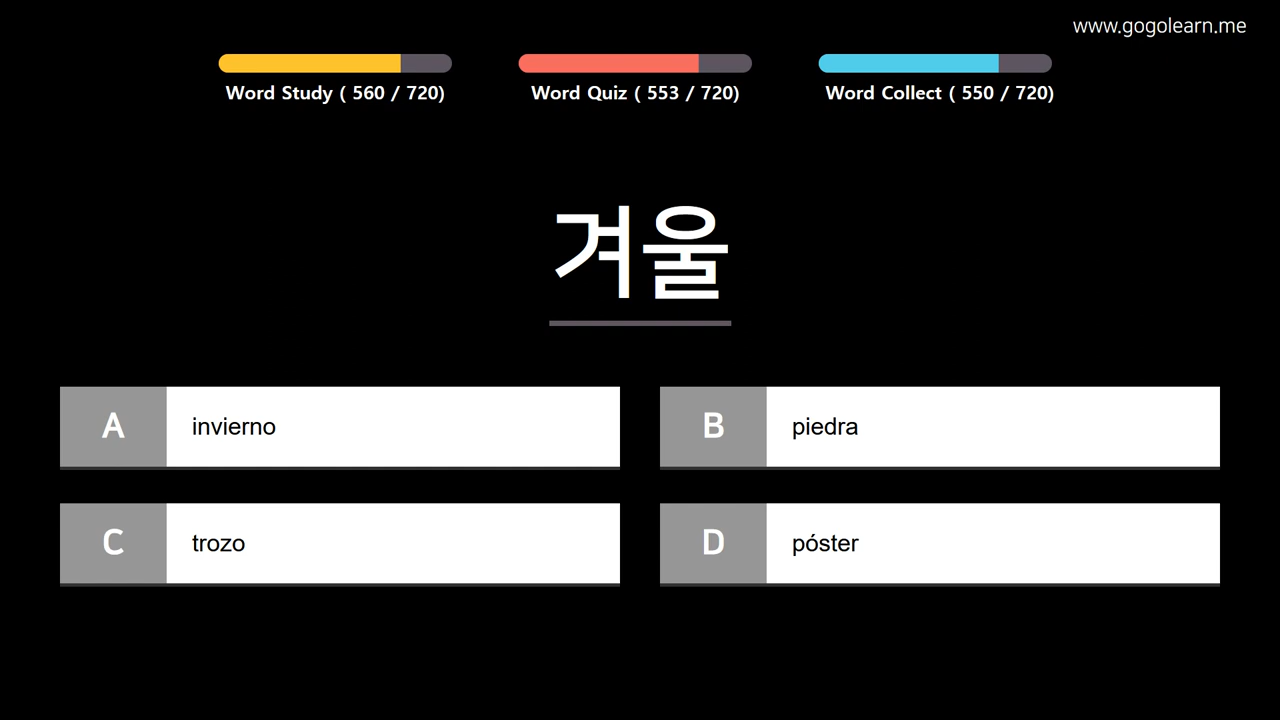 www.gogolearn.me
Word Study ( 560 / 720)
Word Quiz ( 553 / 720)
Word Collect ( 550 / 720)
겨울
A invierno
B piedra
C trozo
D póster